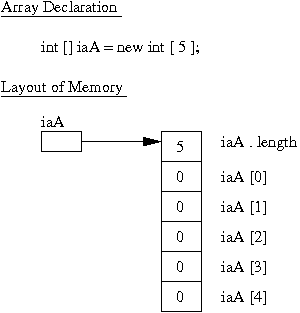 Array Declaration
int [ ] iaA = new int [ 5 ];
Layout of Memory
iaA
5 iaA . length
0 iaA [0]
0 iaA [1]
0 iaA [2]
0 iaA [3]
0 iaA [4]